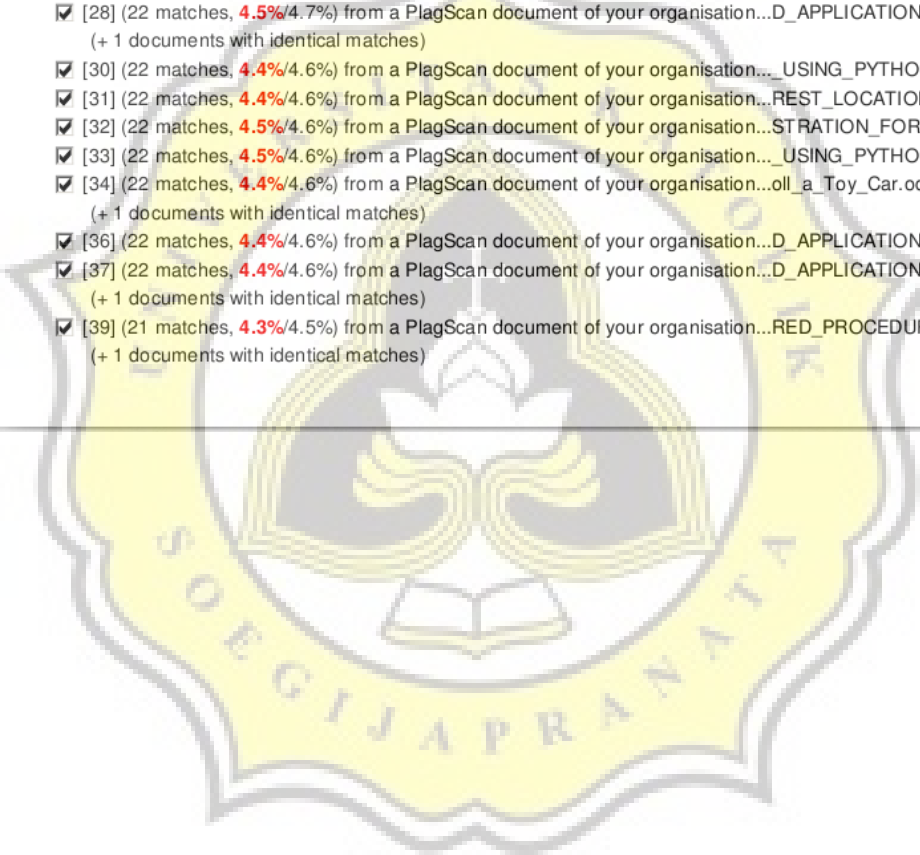 [28] (22 matches, 4.5%/4.7%) from a PlagScan document of your organisation...D_APPLICATION
(+ 1 documents with identical matches)
[30] (22 matches, 4.4%/4.6%) from a PlagScan document of your organisation..._USING_PYTHO
[31] (22 matches, 4.4%/4.6%) from a PlagScan document of your organisation...REST_LOCATIO
[32] (22 matches, 4.5%/4.6%) from a PlagScan document of your organisation...STRATION_FOR
[33] (22 matches, 4.5%/4.6%) from a PlagScan document of your organisation..._USING_PYTHO
[34] (22 matches, 4.4%/4.6%) from a PlagScan document of your organisation...oll_a_Toy_Car.oc
(+ 1 documents with identical matches)
[36] (22 matches, 4.4%/4.6%) from a PlagScan document of your organisation...D_APPLICATION
[37] (22 matches, 4.4%/4.6%) from a PlagScan document of your organisation...D_APPLICATION
(+ 1 documents with identical matches)
[39] (21 matches, 4.3%/4.5%) from a PlagScan document of your organisation...RED_PROCEDU
(+ 1 documents with identical matches)
UNIVERSITAS KATOLIK
SOEGIJAPRANATA